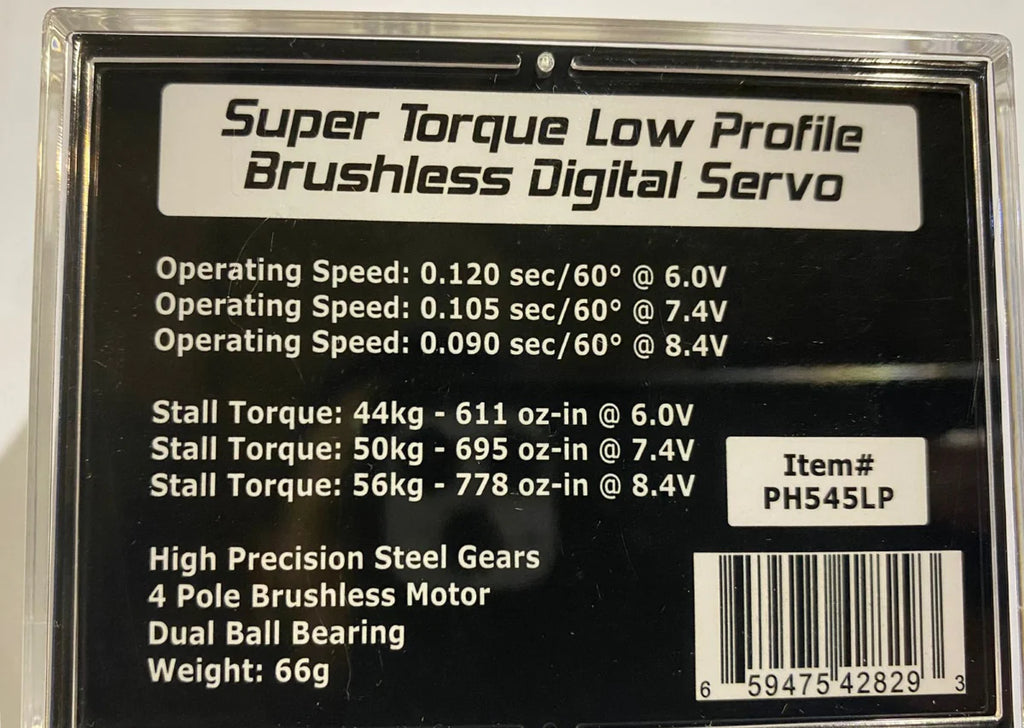 Super Torque Low Profile
Brushless Digital Servo
Operating Speed: 0.120 sec/60° @ 6.0V
Operating Speed: 0.105 sec/60° @ 7.4V
Operating Speed: 0.090 sec/60° @ 8.4V
Stall Torque: 44kg - 611 oz-in @ 6.0V
Stall Torque: 50kg - 695 oz-in @ 7.4V
Stall Torque: 56kg - 778 oz-in @ 8.4V
Item#
PH545LP
High Precision Steel Gears
4 Pole Brushless Motor
Dual Ball Bearing
Weight: 66g
6 59475 42829 3